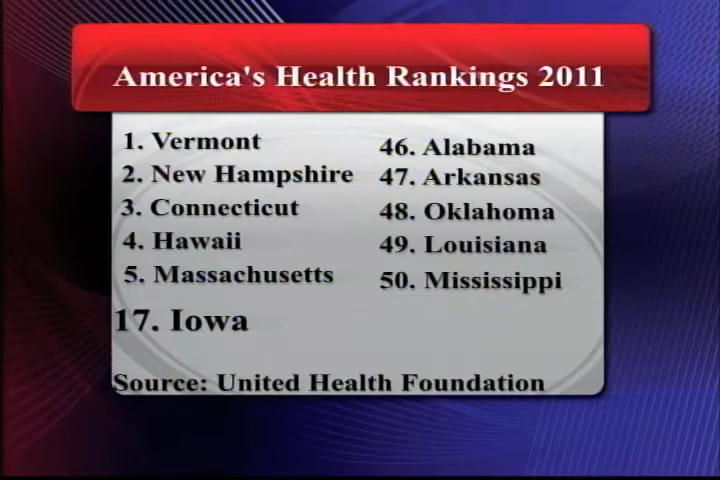 America's Health Rankings 2011
1. Vermont
2. New Hampshire
3. Connecticut
4. Hawaii
5. Massachusetts
46. Alabama
47. Arkansas
48. Oklahoma
49. Louisiana
50. Mississippi
17. Iowa
Source: United Health Foundation